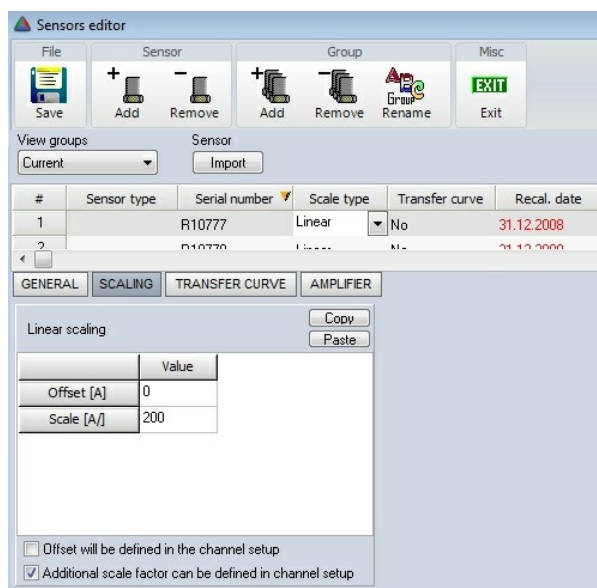 Sensors editor
File Sensor Group Misc
Save Add Remove Add Remove Group Rename EXIT Exit
View groups Sensor
Current Import
# Sensor type Serial number Scale type Transfer curve Recal. date
1 R10777 Linear No 31.12.2008
2
GENERAL SCALING TRANSFER CURVE AMPLIFIER
Linear scaling Copy
Paste
Value
Offset [A] 0
Scale [A/] 200
Offset will be defined in the channel setup
Additional scale factor can be defined in channel setup